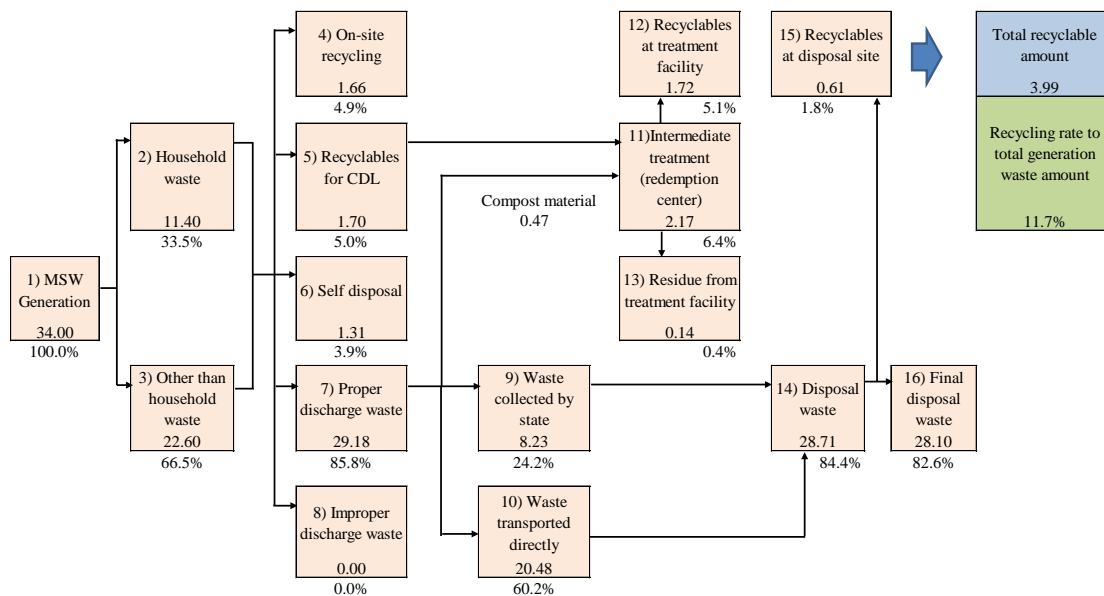 4) On-site
recycling
1.66
4.9%
12) Recyclables
at treatment
facility
1.72
5.1%
15) Recyclables
at disposal site
0.61
1.8%
Total recyclable
amount
3.99
Recycling rate to
total generation
waste amount
11.7%
2) Household
waste
11.40
33.5%
5) Recyclables
for CDL
1.70
5.0%
11)Intermediate
treatment
(redemption
center)
2.17
6.4%
Compost material
0.47
1) MSW
Generation
34.00
100.0%
6) Self disposal
1.31
3.9%
13) Residue from
treatment facility
0.14
0.4%
3) Other than
household
waste
22.60
66.5%
7) Proper
discharge waste
29.18
85.8%
9) Waste
collected by
state
8.23
24.2%
14) Disposal
waste
28.71
84.4%
16) Final
disposal
waste
28.10
82.6%
8) Improper
discharge waste
0.00
0.0%
10) Waste
transported
directly
20.48
60.2%